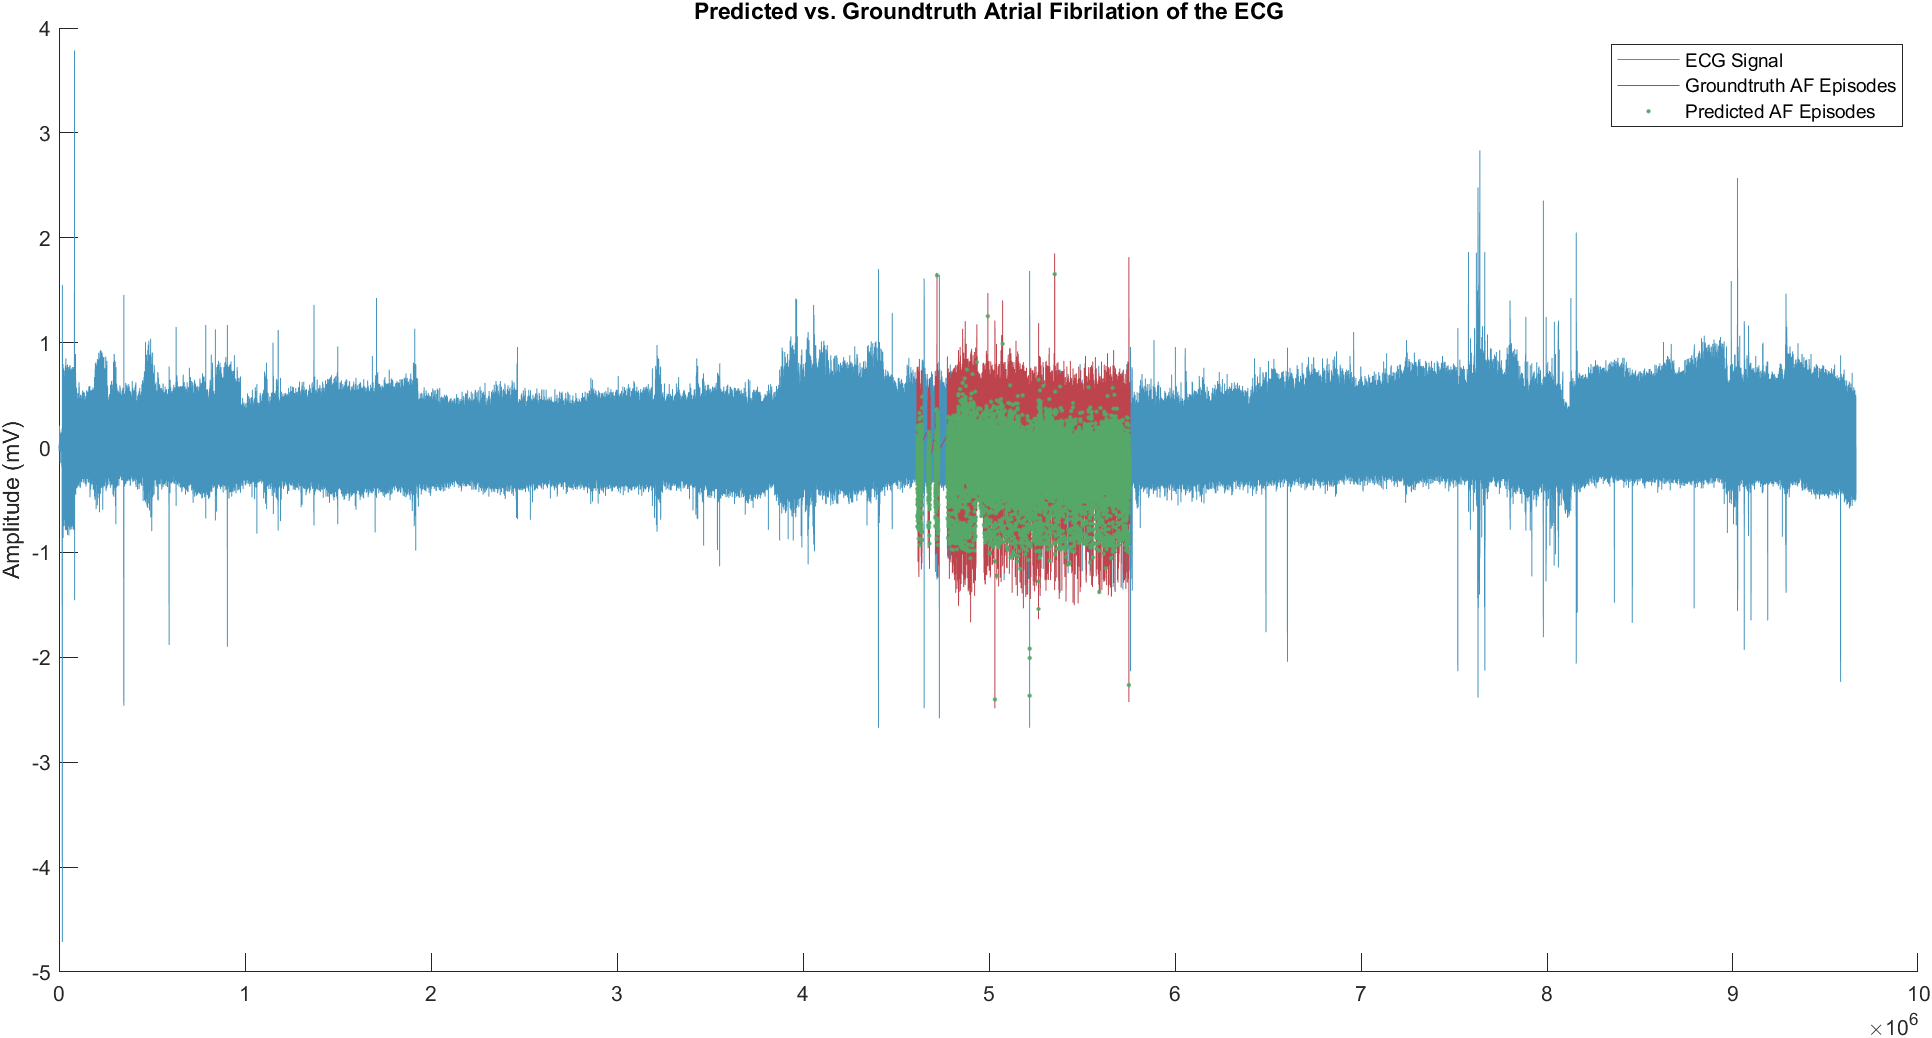 Predicted vs. Groundtruth Atrial Fibrilation of the ECG
ECG Signal
Groundtruth AF Episodes
Predicted AF Episodes
Amplitude (mV)
4
3
2
1
0
-1
-2
-3
-4
-5
0 1 2 3 4 5 6 7 8 9 10
×10^6